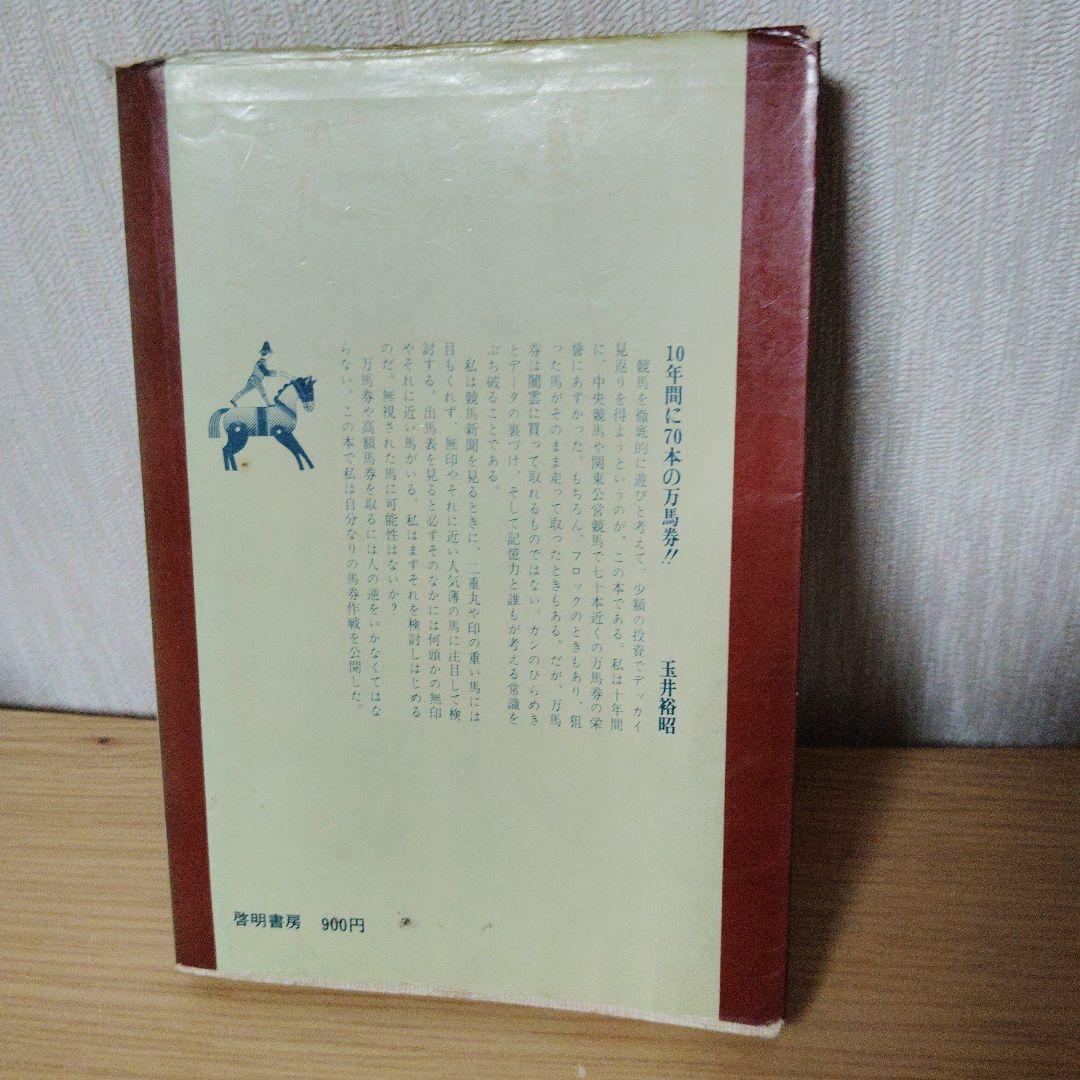 10年間に70本の万馬券!!
玉井裕昭
競馬を徹底的に遊びと考えて、少額の投資でデッカイ
見返りを得ようというのが、この本である。私は十年間
に、中央競馬や関東公営競馬で七十本近くの万馬券の栄
誉にあずかった。もちろん、フロックのときもあり、狙
った馬がそのまま走って取ったときもある。だが、万馬
券は闇雲に買って取れるものではない。カンのひらめき
とデータの裏づけ、そして記憶力と誰もが考える常識を
ぶち破ることである。
私は競馬新聞を見るときに、二重丸や印の重い馬には
目もくれず、無印やそれに近い人気薄の馬に注目して検
討する。出馬表を見ると必ずそのなかには何頭かの無印
やそれに近い馬がいる。私はまずそれを検討しはじめる
のだ。無視された馬に可能性はないか?
万馬券や高額馬券を取るには人の逆をいかなくてはな
らない。この本で私は自分なりの馬券作戦を公開した。
啓明書房 900円